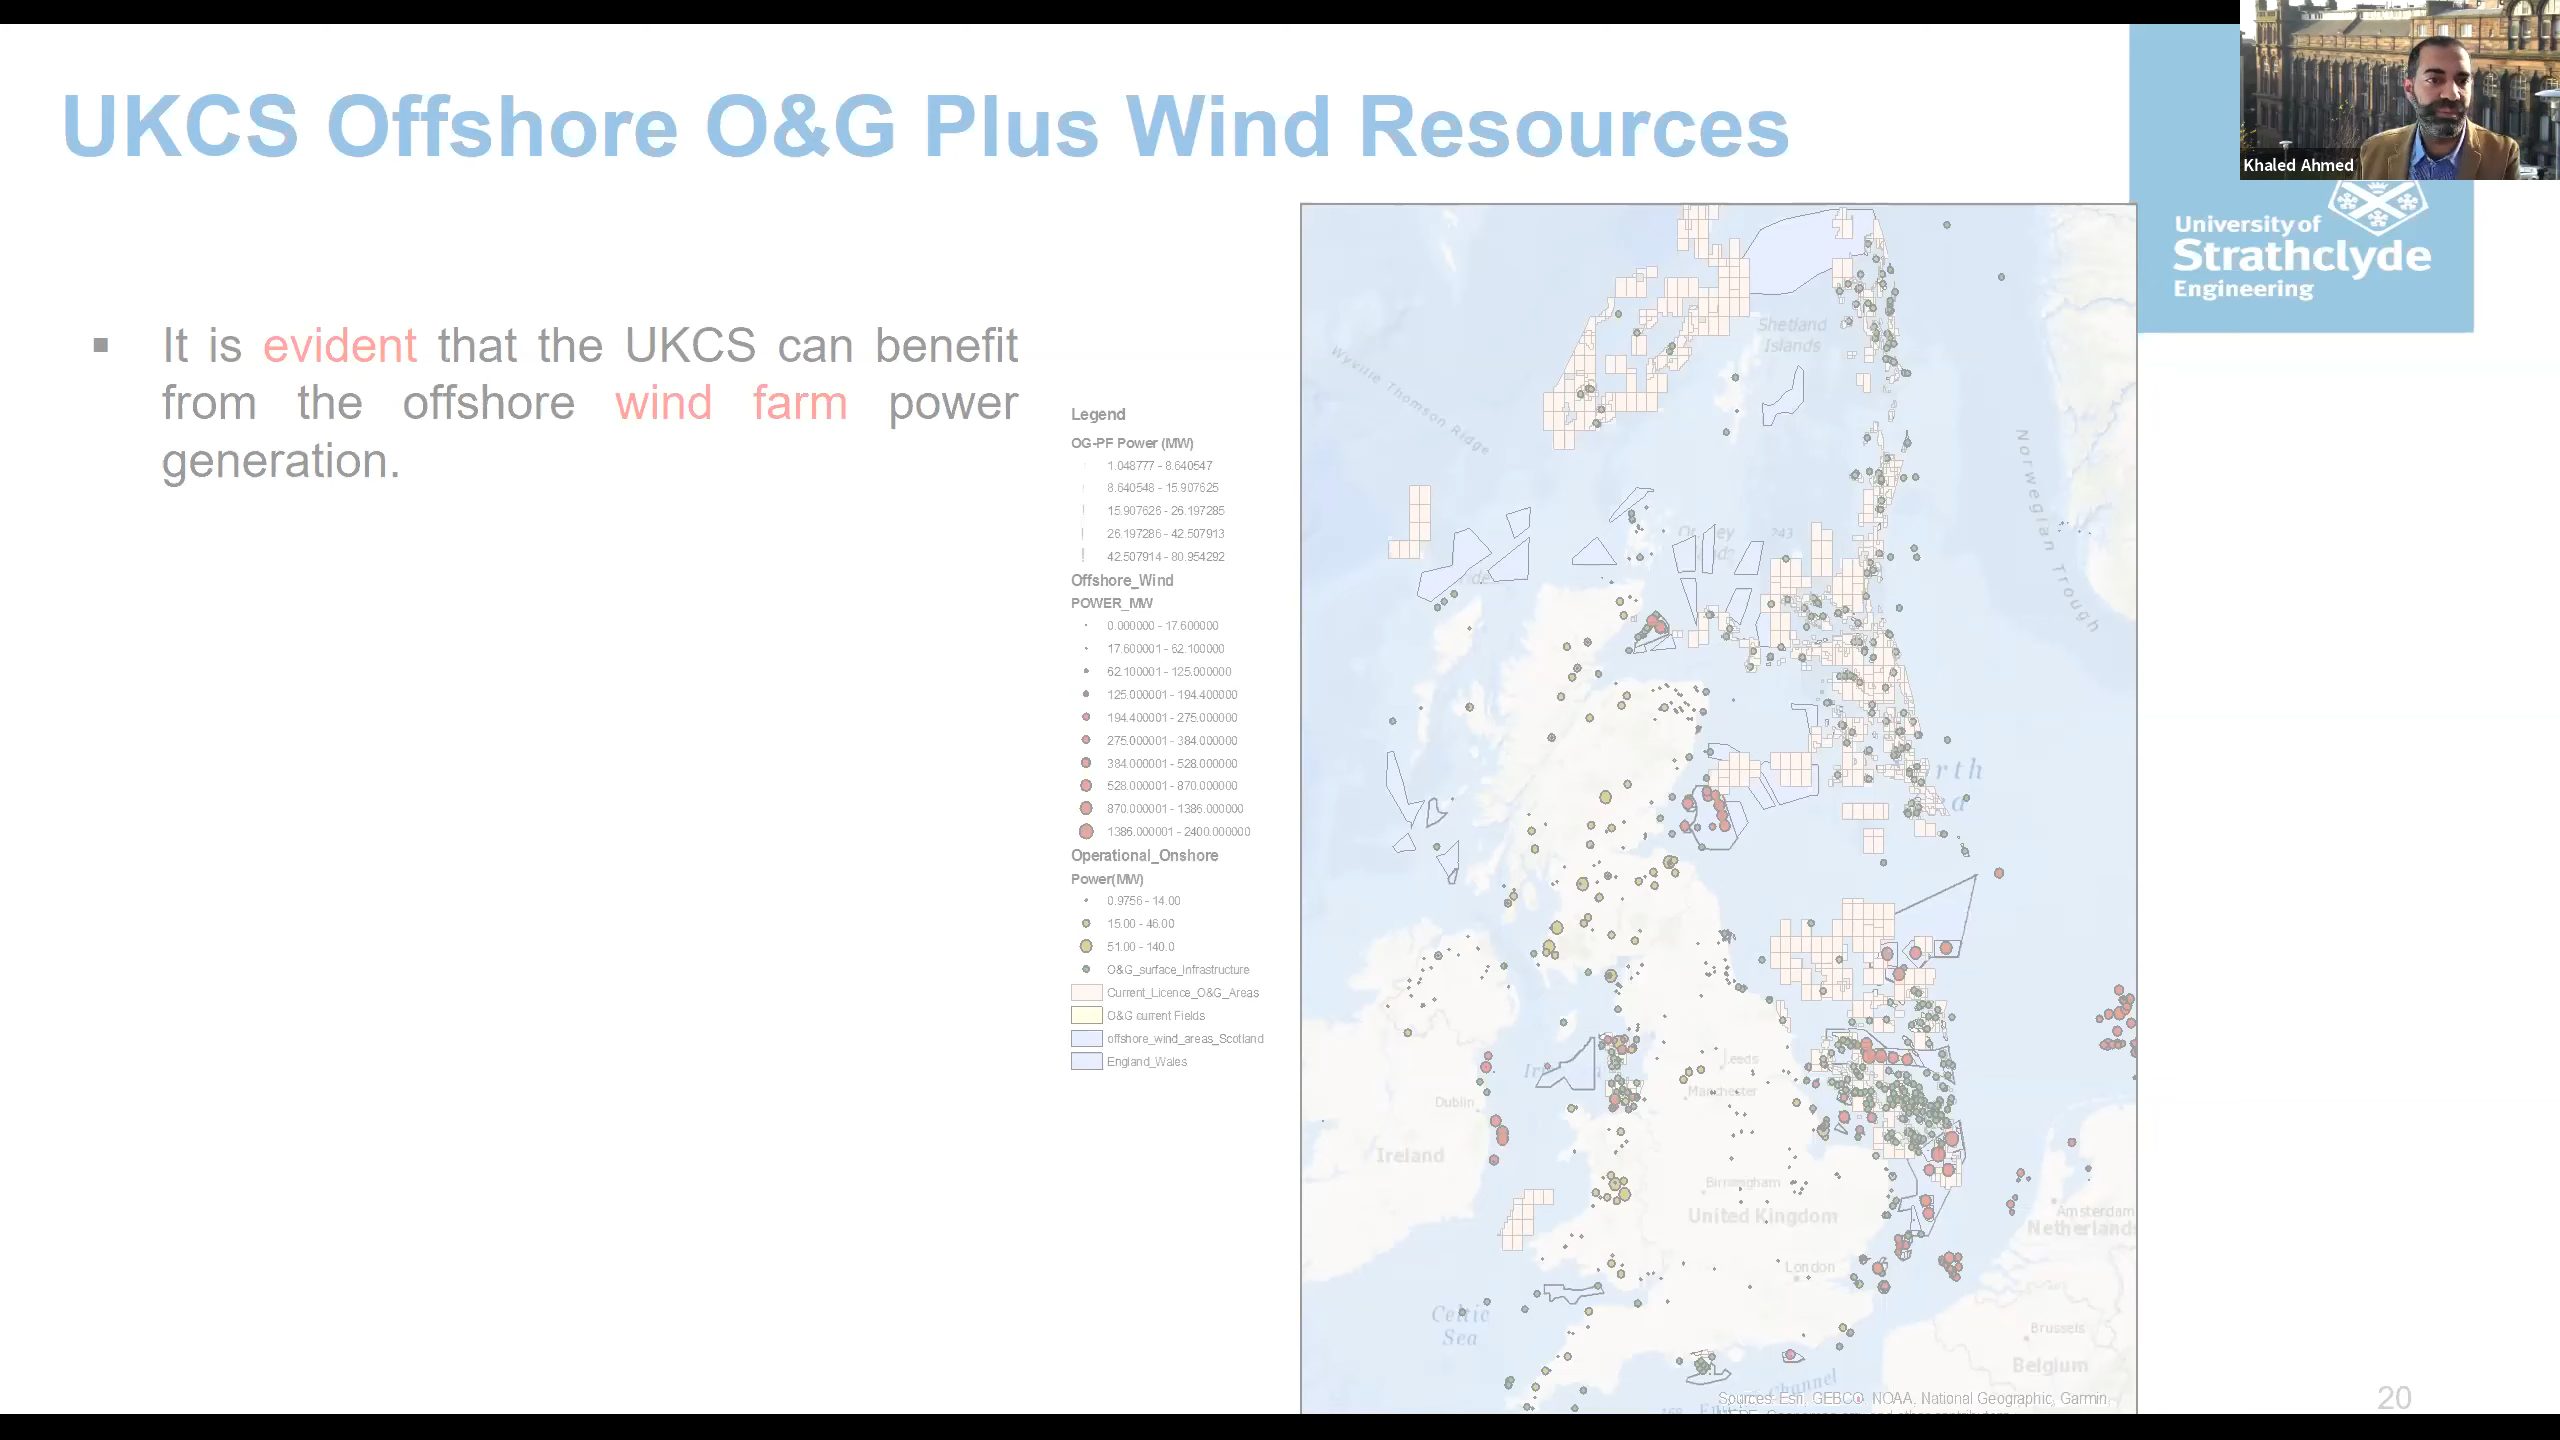 UKCS Offshore O&G Plus Wind Resources
Khaled Ahmed
University of
Strathclyde
Engineering
▪ It is evident that the UKCS can benefit
from the offshore wind farm power
generation.
Legend
OG-PF Power (MW)
1.048777 - 8.640547
8.640548 - 15.907625
15.907626 - 26.197285
26.197286 - 42.507913
42.507914 - 80.954292
Offshore_Wind
POWER_MW
0.000000 - 17.600000
17.600001 - 62.100000
62.100001 - 125.000000
125.000001 - 194.400000
194.400001 - 275.000000
275.000001 - 384.000000
384.000001 - 528.000000
528.000001 - 870.000000
870.000001 - 1386.000000
1386.000001 - 2400.000000
Operational_Onshore
Power(MW)
0.9756 - 14.00
15.00 - 46.00
51.00 - 140.0
O&G_surface_Infrastructure
Current_Licence_O&G_Areas
O&G current Fields
offshore_wind_areas_Scotland
England_Wales
Shetland
Islands
Wyville Thomson Ridge
Norwegian Trough
Leeds
Manchester
Dublin
Ireland
Birmingham
United Kingdom
London
Amsterdam
Netherlands
Celtic
Sea
Brussels
Belgium
Channel
Sources: Esri, GEBCO, NOAA, National Geographic, Garmin,
20